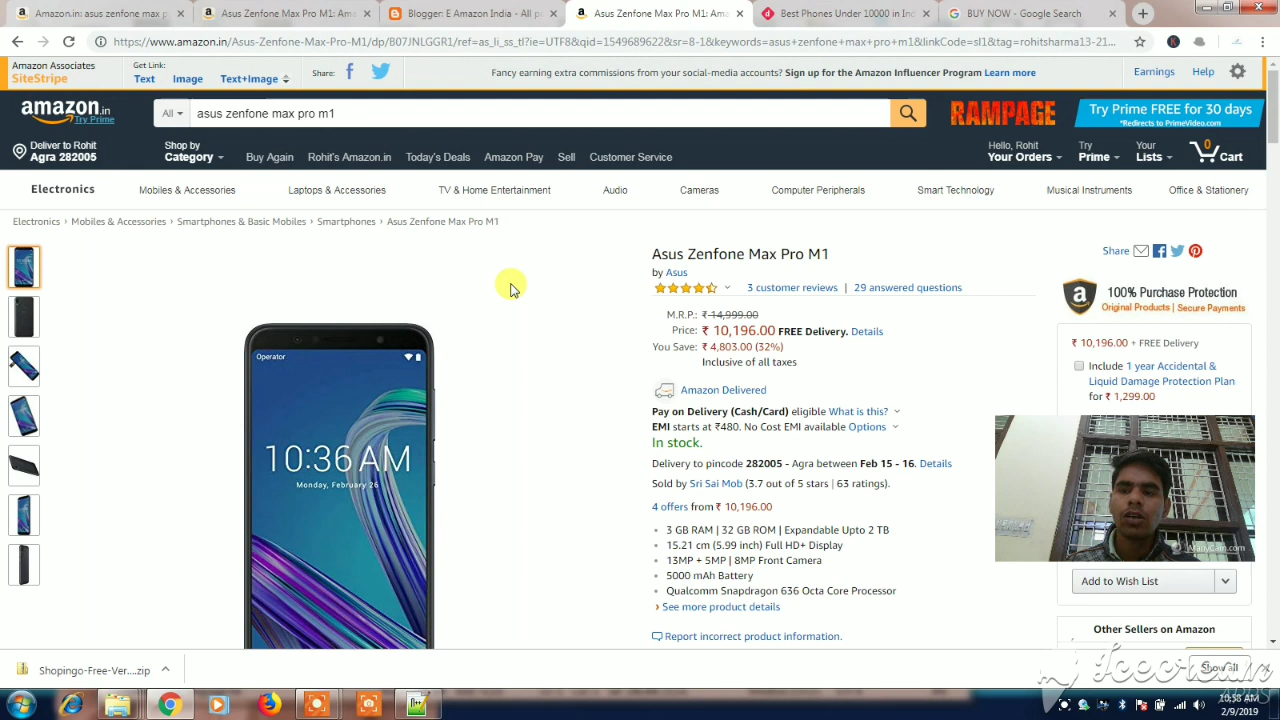 Amazon.in: asus zenfone max p
Asus Zenfone Max Pro M1: Ama
Blogger: E Amazon India - All p
Asus Zenfone Max Pro M1: Ama
Best Phones Under 10000 in Ind
BUY NOW - Google Search
https://www.amazon.in/Asus-Zenfone-Max-Pro-M1/dp/B07JNLGGR1/ref=as_li_ss_tl?ie=UTF8&qid=1549689622&sr=8-1&keywords=asus+zenfone+max+pro+m1&linkCode=sl1&tag=rohitsharma13-21...
Amazon Associates
SiteStripe
Get Link:
Text Image Text+Image
Share:
Fancy earning extra commissions from your social-media accounts? Sign up for the Amazon Influencer Program Learn more
Earnings Help
amazon.in
Try Prime
All
asus zenfone max pro m1
RAMPAGE
Try Prime FREE for 30 days
*Redirects to PrimeVideo.com
Deliver to Rohit
Agra 282005
Shop by
Category
Buy Again Rohit's Amazon.in Today's Deals Amazon Pay Sell Customer Service
Hello, Rohit
Your Orders
Try
Prime
Your
Lists
0
Cart
Electronics Mobiles & Accessories Laptops & Accessories TV & Home Entertainment Audio Cameras Computer Peripherals Smart Technology Musical Instruments Office & Stationery
Electronics › Mobiles & Accessories › Smartphones & Basic Mobiles › Smartphones › Asus Zenfone Max Pro M1
Operator
10:36 AM
Monday, February 26
Asus Zenfone Max Pro M1
by Asus
3 customer reviews | 29 answered questions
M.R.P.: ₹ 14,999.00
Price: ₹ 10,196.00 FREE Delivery. Details
You Save: ₹ 4,803.00 (32%)
Inclusive of all taxes
Amazon Delivered
Pay on Delivery (Cash/Card) eligible What is this?
EMI starts at ₹480. No Cost EMI available Options
In stock.
Delivery to pincode 282005 - Agra between Feb 15 - 16. Details
Sold by Sri Sai Mob (3.7 out of 5 stars | 63 ratings).
4 offers from ₹ 10,196.00
3 GB RAM | 32 GB ROM | Expandable Upto 2 TB
15.21 cm (5.99 inch) Full HD+ Display
13MP + 5MP | 8MP Front Camera
5000 mAh Battery
Qualcomm Snapdragon 636 Octa Core Processor
› See more product details
Report incorrect product information.
Share
100% Purchase Protection
Original Products | Secure Payments
₹ 10,196.00 + FREE Delivery
Include 1 year Accidental &
Liquid Damage Protection Plan
for ₹ 1,299.00
ManyCam.com
Add to Wish List
Other Sellers on Amazon
Shopingo-Free-Ver....zip
Show all
Icecream
APPS
10:58 AM
2/9/2019